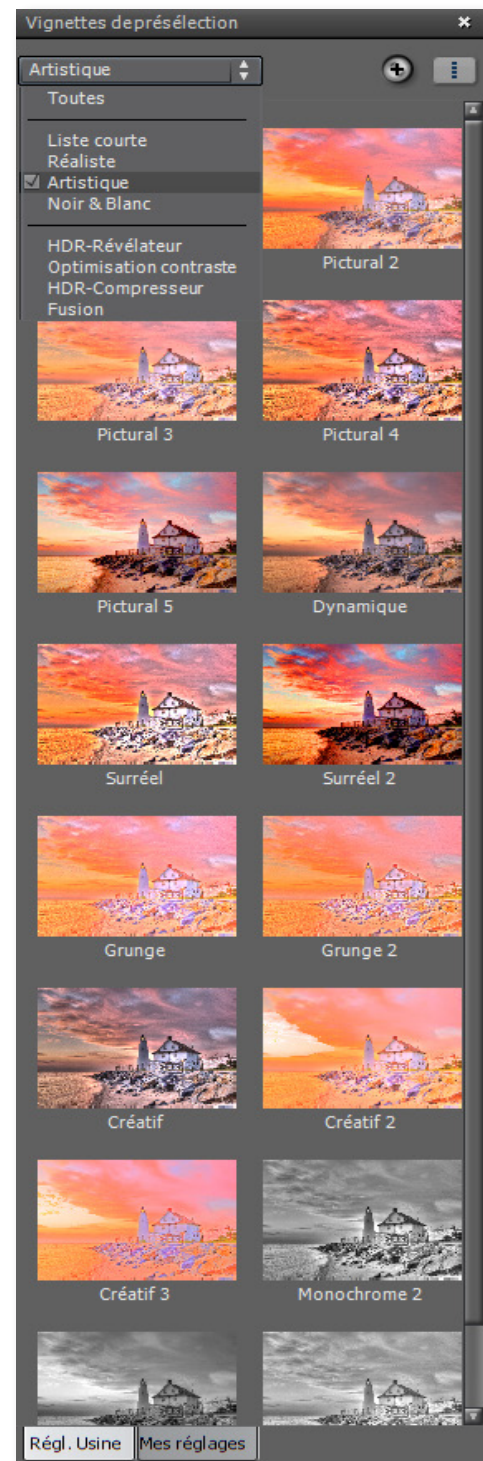 Vignettes de présélection
Artistique
Toutes
Liste courte
Réaliste
Artistique
Noir & Blanc
HDR-Révélateur
Optimisation contraste
HDR-Compresseur
Fusion
Pictural 2
Pictural 3
Pictural 4
Pictural 5
Dynamique
Surréel
Surréel 2
Grunge
Grunge 2
Créatif
Créatif 2
Créatif 3
Monochrome 2
Régl. Usine
Mes réglages